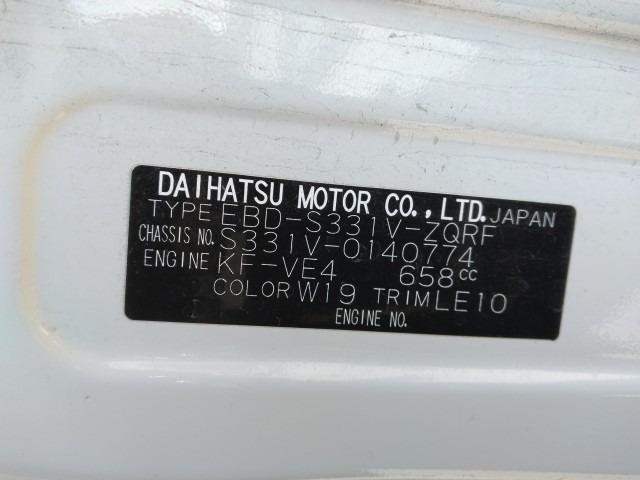 DAIHATSU MOTOR CO., LTD. JAPAN
TYPE EBD-S331V-ZQRF
CHASSIS NO. S331V-0140774
ENGINE KF-VE4 658cc
COLOR W19 TRIM LE10
ENGINE NO.